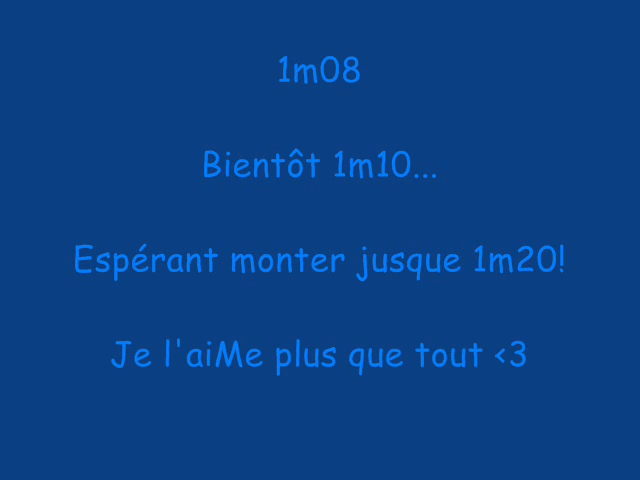 1m08
Bientôt 1m10...
Espérant monter jusque 1m20!
Je l'aiMe plus que tout <3